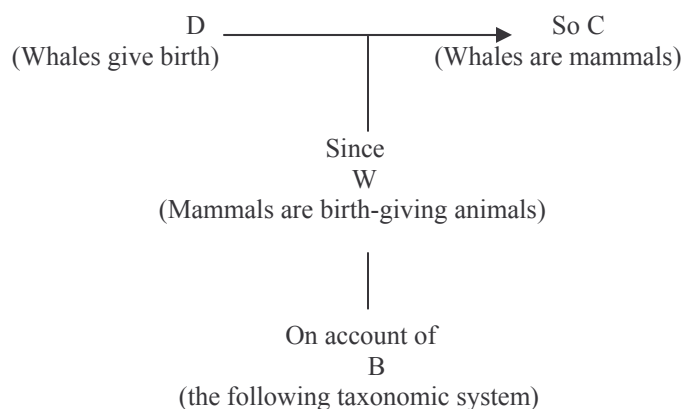 D So C
(Whales give birth) (Whales are mammals)
Since
W
(Mammals are birth-giving animals)
On account of
B
(the following taxonomic system)